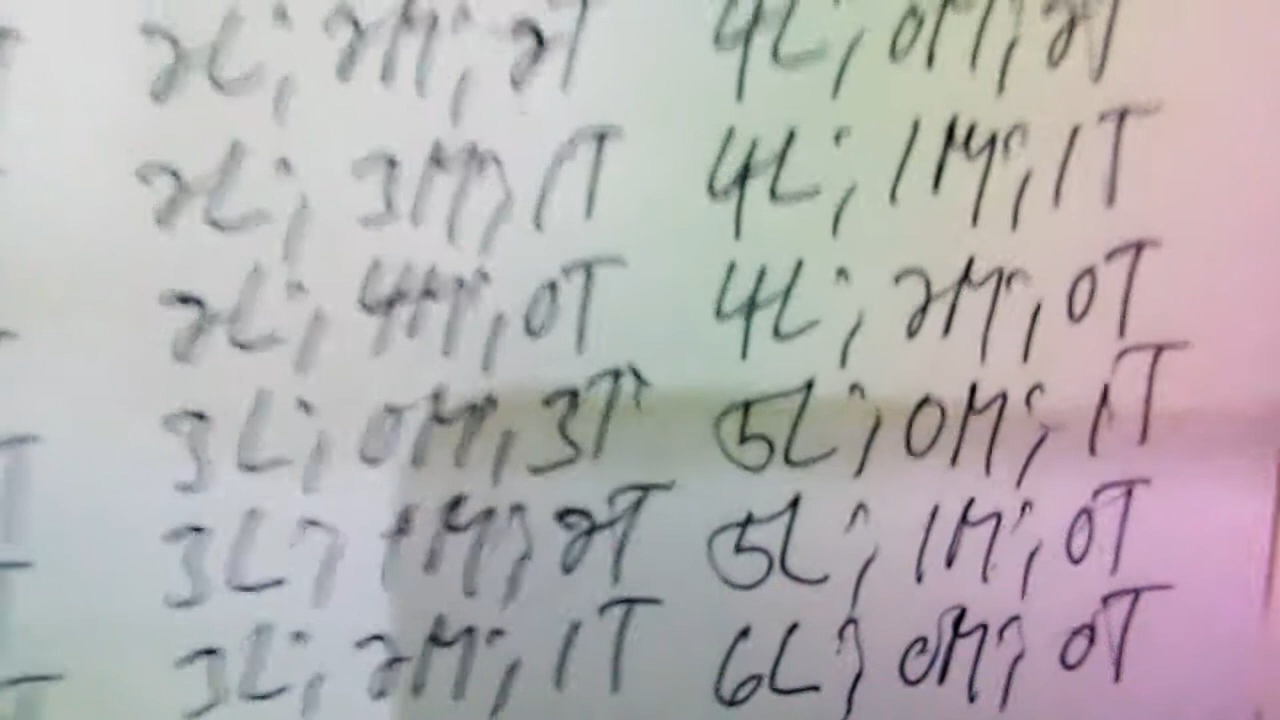 2L; 2M; 2T 4L; 0M; 2T
2L; 3M; 1T 4L; 1M; 1T
2L; 4M; 0T 4L; 2M; 0T
3L; 0M; 3T 5L; 0M; 1T
3L; 1M; 2T 5L; 1M; 0T
3L; 2M; 1T 6L; 0M; 0T